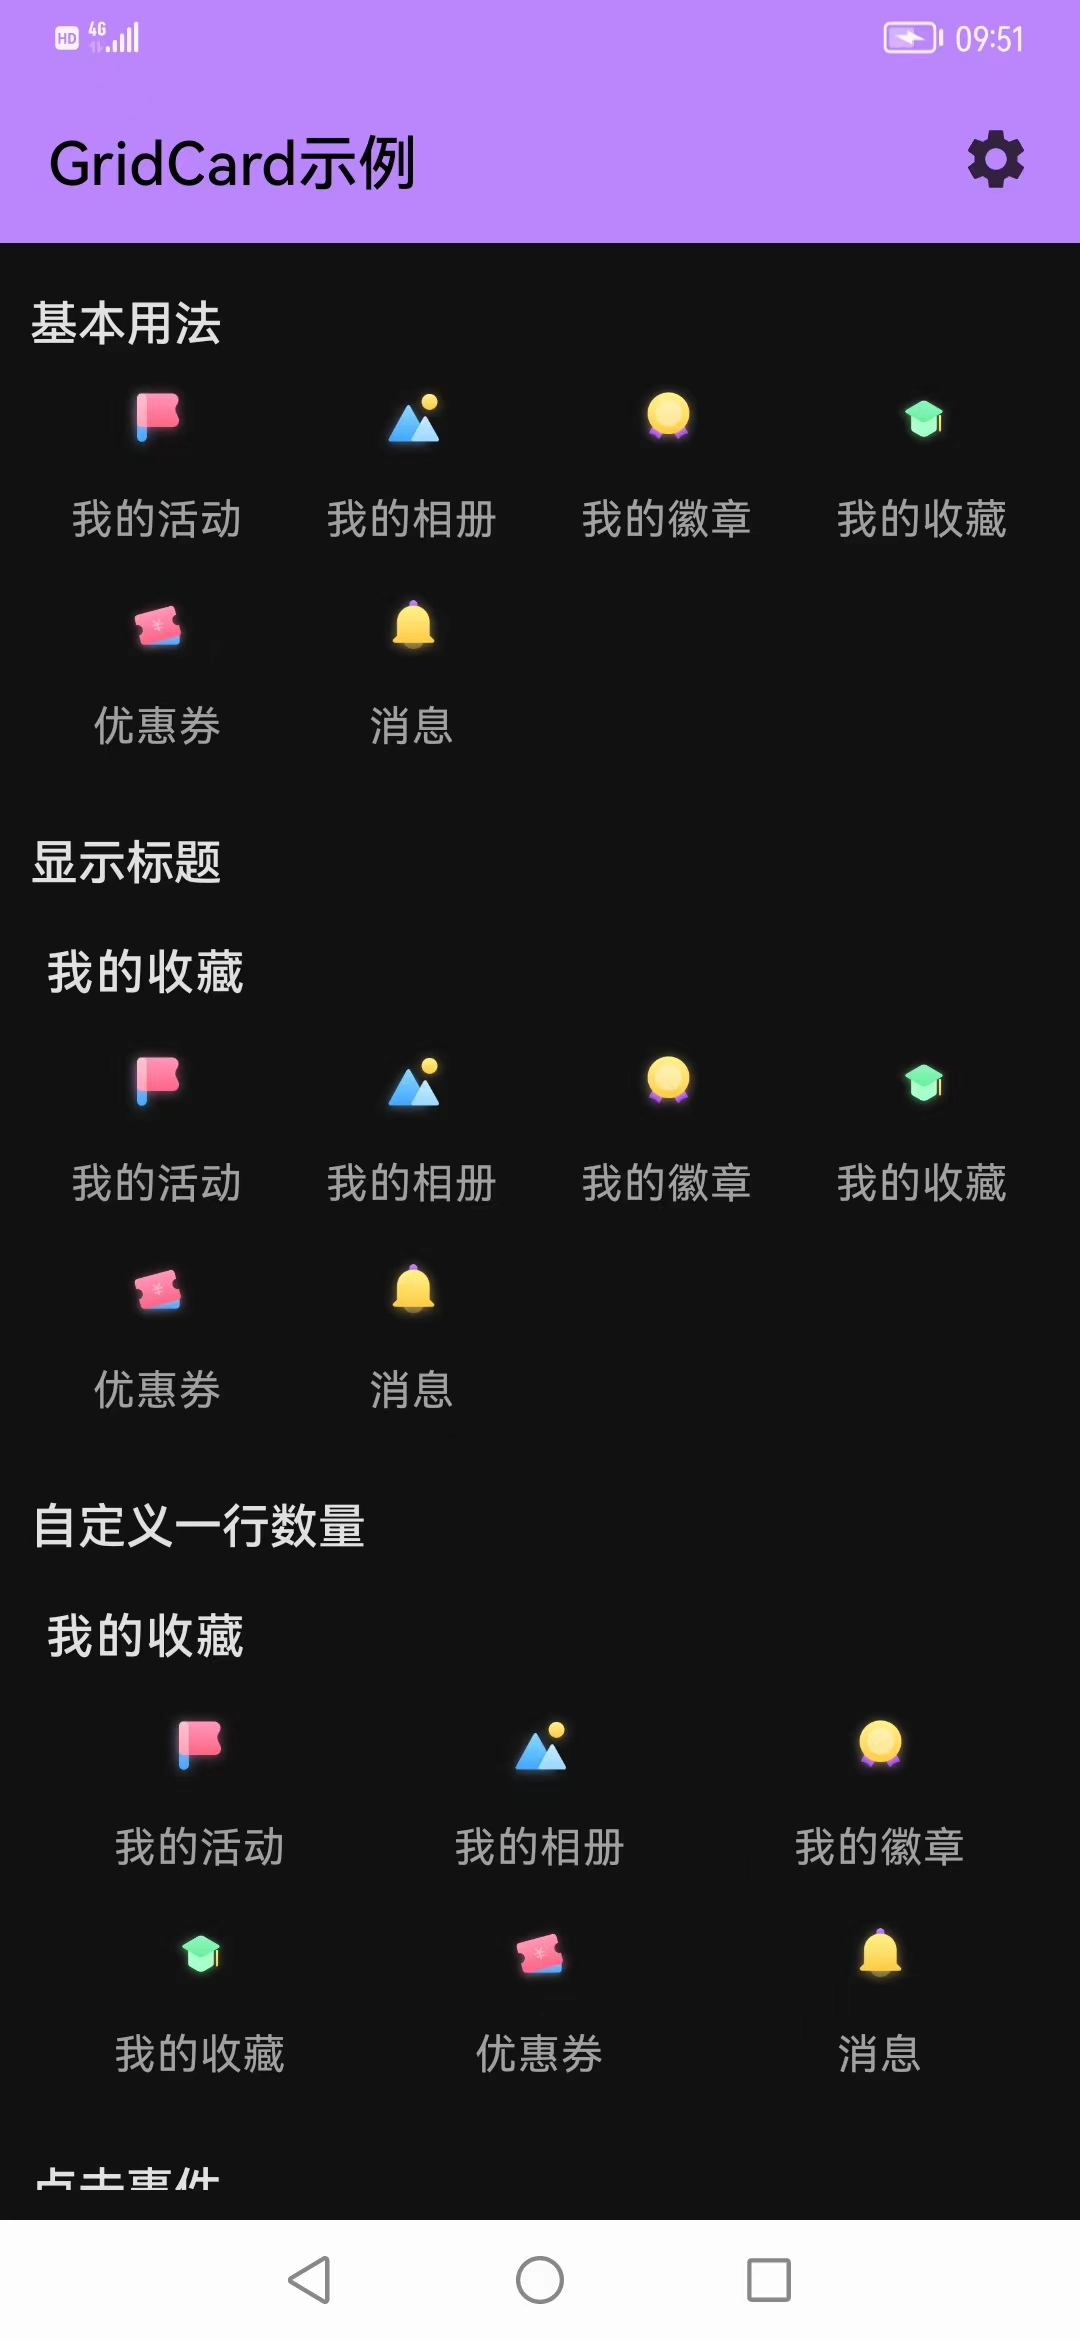 HD 4G 09:51
GridCard示例
基本用法
我的活动 我的相册 我的徽章 我的收藏
优惠券 消息
显示标题
我的收藏
我的活动 我的相册 我的徽章 我的收藏
优惠券 消息
自定义一行数量
我的收藏
我的活动 我的相册 我的徽章
我的收藏 优惠券 消息
点击事件